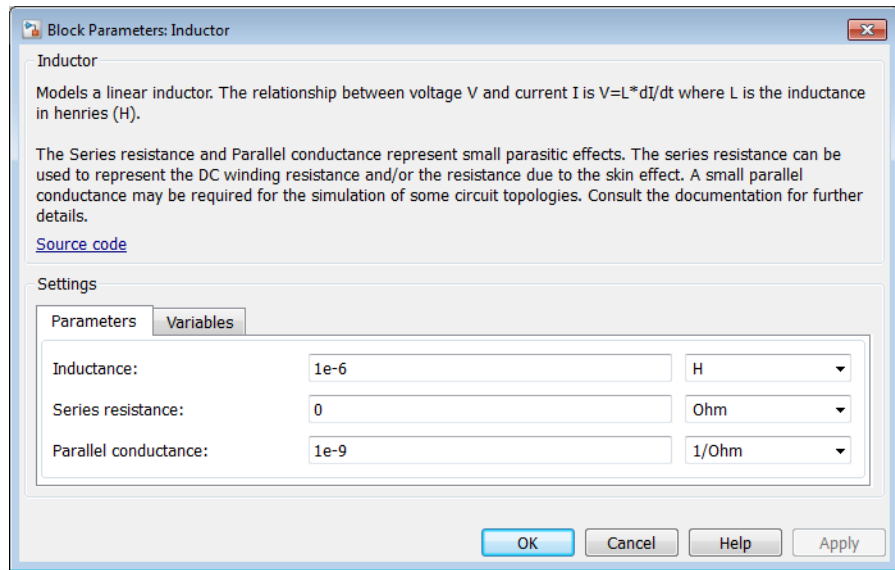 Block Parameters: Inductor
Inductor
Models a linear inductor. The relationship between voltage V and current I is V=L*dI/dt where L is the inductance
in henries (H).
The Series resistance and Parallel conductance represent small parasitic effects. The series resistance can be
used to represent the DC winding resistance and/or the resistance due to the skin effect. A small parallel
conductance may be required for the simulation of some circuit topologies. Consult the documentation for further
details.
Source code
Settings
Parameters Variables
Inductance: 1e-6 H
Series resistance: 0 Ohm
Parallel conductance: 1e-9 1/Ohm
OK Cancel Help Apply